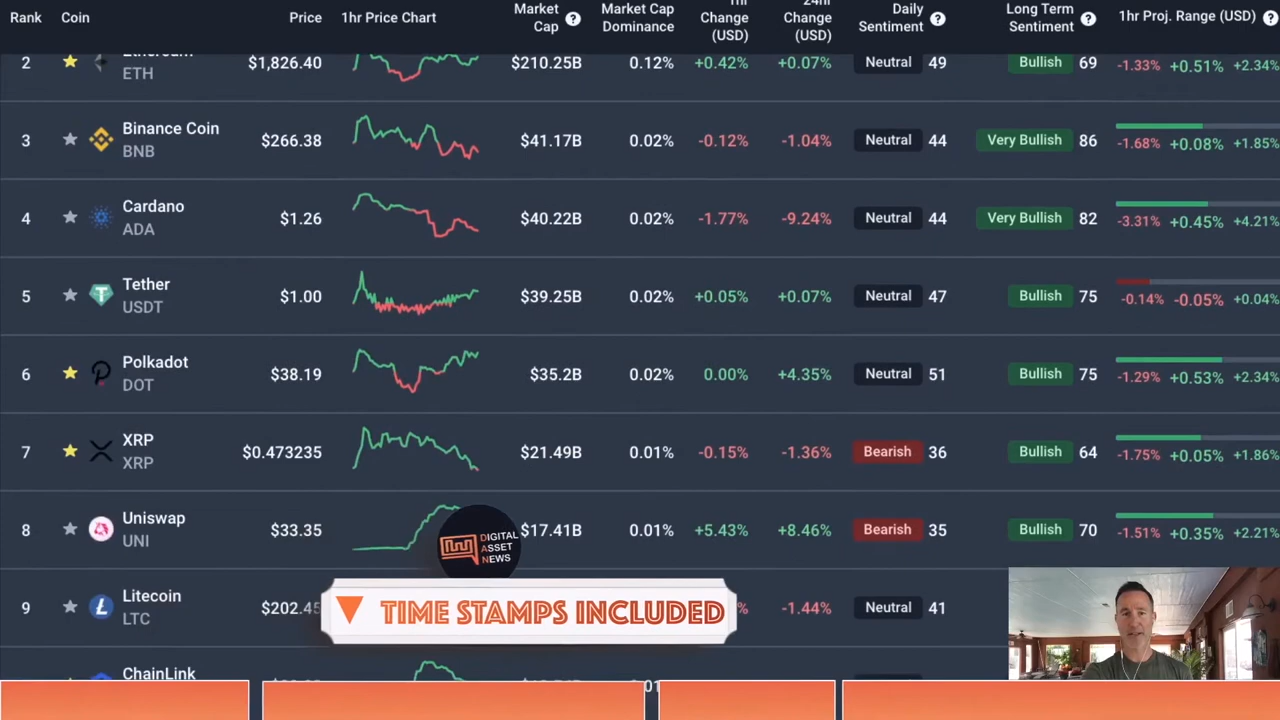 Rank Coin Price 1hr Price Chart Market Cap ? Market Cap Dominance 1hr Change (USD) 24hr Change (USD) Daily Sentiment ? Long Term Sentiment ? 1hr Proj. Range (USD) ?
2 Ethereum ETH $1,826.40 $210.25B 0.12% +0.42% +0.07% Neutral 49 Bullish 69 -1.33% +0.51% +2.34%
3 Binance Coin BNB $266.38 $41.17B 0.02% -0.12% -1.04% Neutral 44 Very Bullish 86 -1.68% +0.08% +1.85%
4 Cardano ADA $1.26 $40.22B 0.02% -1.77% -9.24% Neutral 44 Very Bullish 82 -3.31% +0.45% +4.21%
5 Tether USDT $1.00 $39.25B 0.02% +0.05% +0.07% Neutral 47 Bullish 75 -0.14% -0.05% +0.04%
6 Polkadot DOT $38.19 $35.2B 0.02% 0.00% +4.35% Neutral 51 Bullish 75 -1.29% +0.53% +2.34%
7 XRP XRP $0.473235 $21.49B 0.01% -0.15% -1.36% Bearish 36 Bullish 64 -1.75% +0.05% +1.86%
8 Uniswap UNI $33.35 $17.41B 0.01% +5.43% +8.46% Bearish 35 Bullish 70 -1.51% +0.35% +2.21%
DIGITAL
ASSET
NEWS
9 Litecoin LTC $202.45 % -1.44% Neutral 41
TIME STAMPS INCLUDED
ChainLink